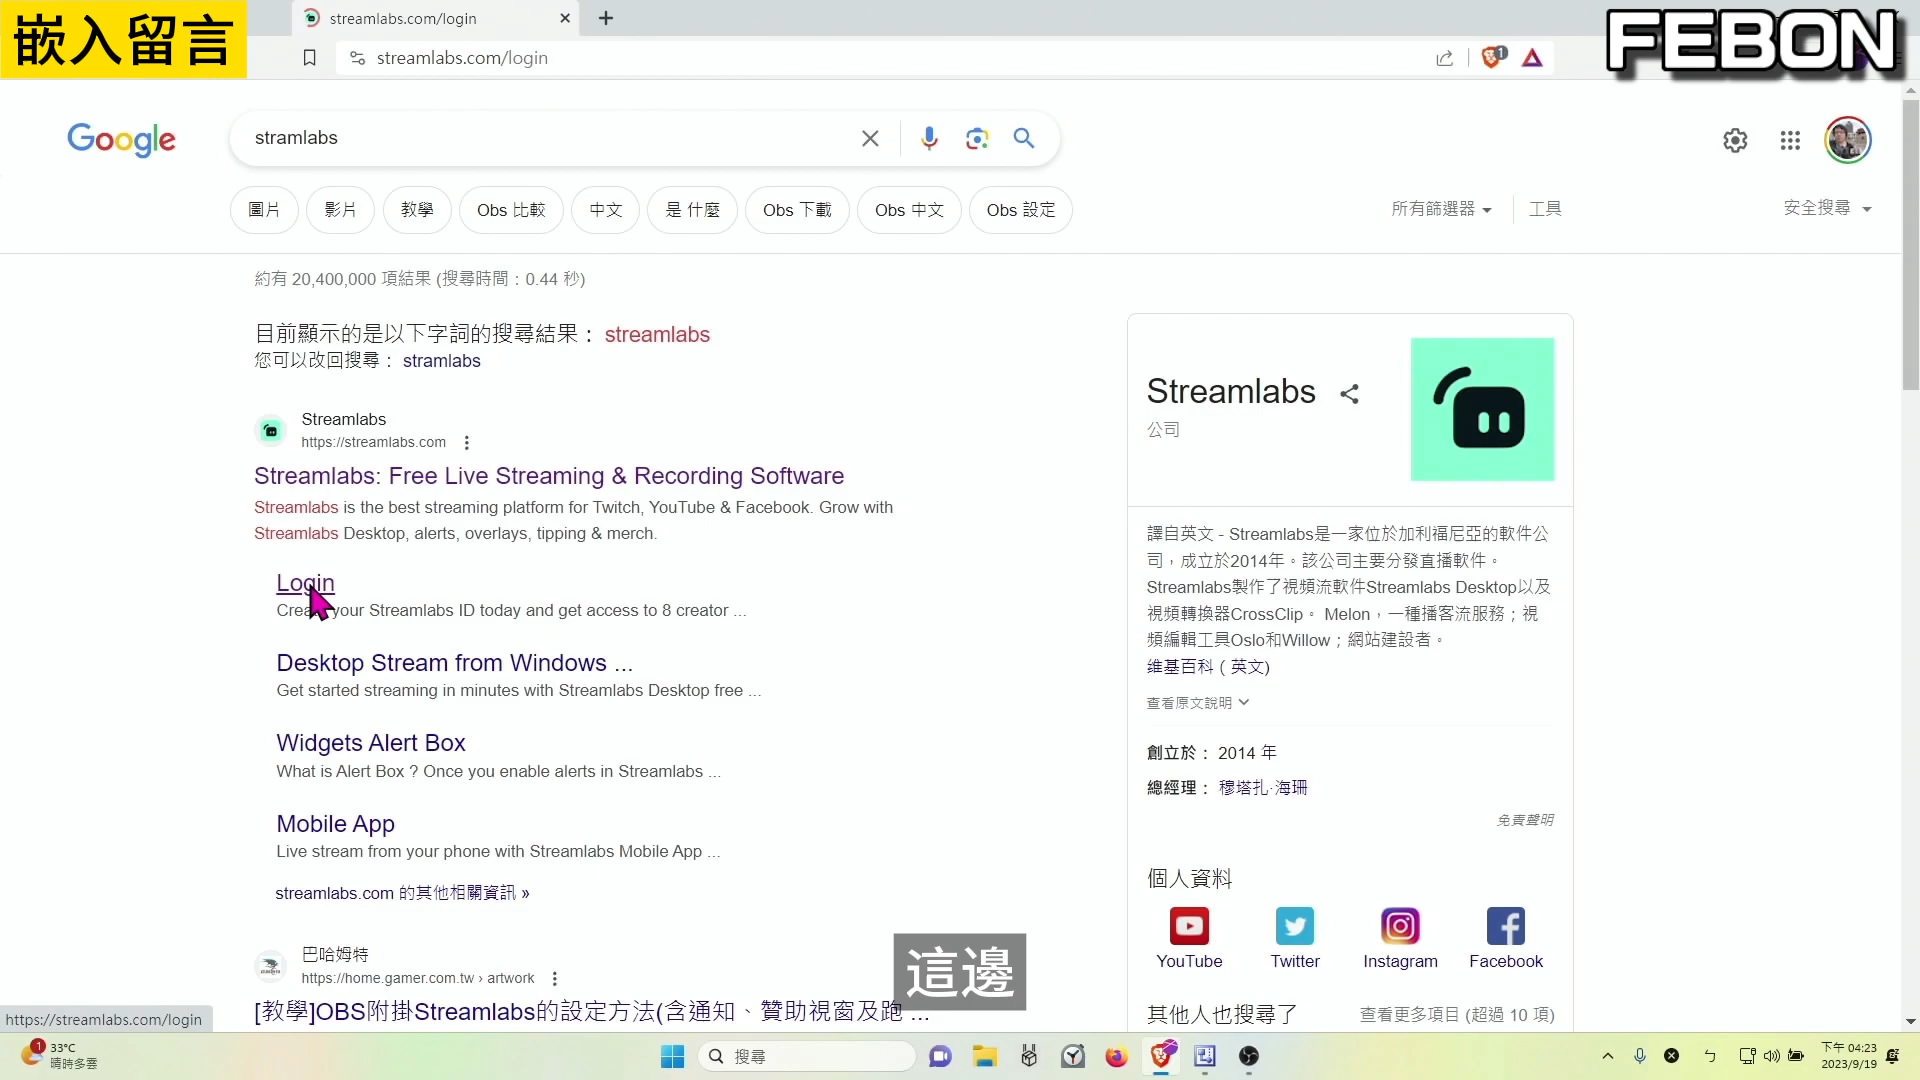 嵌入留言
streamlabs.com/login
streamlabs.com/login
1
FEBON
Google
stramlabs
圖片
影片
教學
Obs 比較
中文
是 什麼
Obs 下載
Obs 中文
Obs 設定
所有篩選器
工具
安全搜尋
約有 20,400,000 項結果 (搜尋時間：0.44 秒)
目前顯示的是以下字詞的搜尋結果： streamlabs
您可以改回搜尋： stramlabs
Streamlabs
https://streamlabs.com
Streamlabs: Free Live Streaming & Recording Software
Streamlabs is the best streaming platform for Twitch, YouTube & Facebook. Grow with
Streamlabs Desktop, alerts, overlays, tipping & merch.
Login
your Streamlabs ID today and get access to 8 creator ...
Desktop Stream from Windows ...
Get started streaming in minutes with Streamlabs Desktop free ...
Widgets Alert Box
What is Alert Box ? Once you enable alerts in Streamlabs ...
Mobile App
Live stream from your phone with Streamlabs Mobile App ...
streamlabs.com 的其他相關資訊 »
巴哈姆特
https://home.gamer.com.tw › artwork
[教學]OBS附掛Streamlabs的設定方法(含通知、贊助視窗及跑 ...
Streamlabs
公司
譯自英文 - Streamlabs是一家位於加利福尼亞的軟件公
司，成立於2014年。該公司主要分發直播軟件。
Streamlabs製作了視頻流軟件Streamlabs Desktop以及
視頻轉換器CrossClip。 Melon，一種播客流服務；視
頻編輯工具Oslo和Willow；網站建設者。
維基百科 ( 英文)
查看原文說明
創立於： 2014 年
總經理： 穆塔扎·海珊
免責聲明
個人資料
YouTube
Twitter
Instagram
Facebook
其他人也搜尋了
查看更多項目 (超過 10 項)
這邊
https://streamlabs.com/login
1
33°C
晴時多雲
搜尋
ㄅ
下午 04:23
2023/9/19